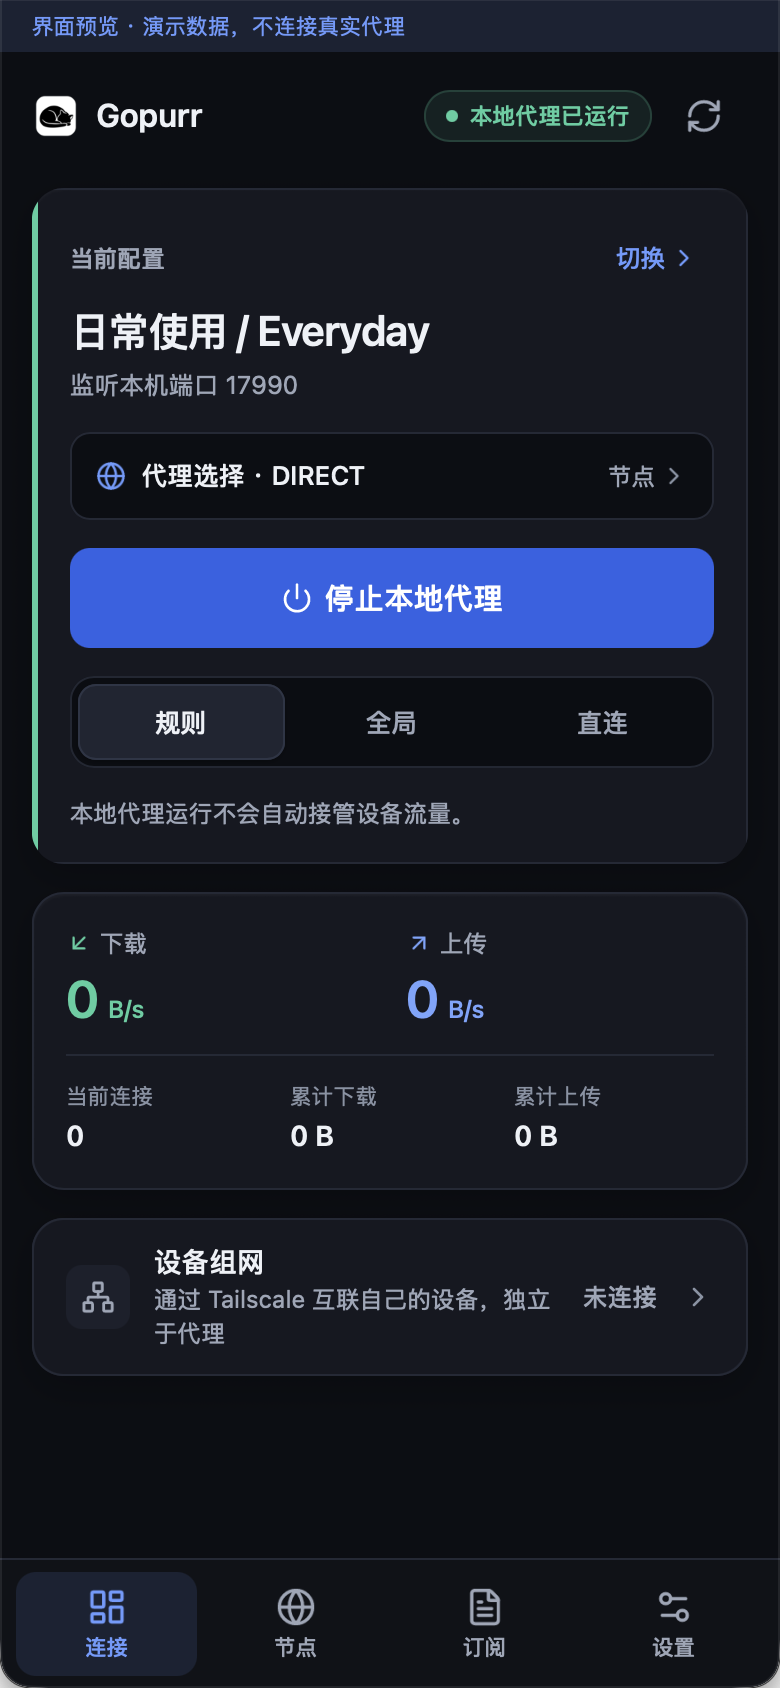 界面预览 · 演示数据，不连接真实代理
Gopurr
本地代理已运行
当前配置
切换
日常使用 / Everyday
监听本机端口 17990
代理选择 · DIRECT
节点
停止本地代理
规则
全局
直连
本地代理运行不会自动接管设备流量。
下载
上传
0 B/s
0 B/s
当前连接
累计下载
累计上传
0
0 B
0 B
设备组网
通过 Tailscale 互联自己的设备，独立
于代理
未连接
连接
节点
订阅
设置